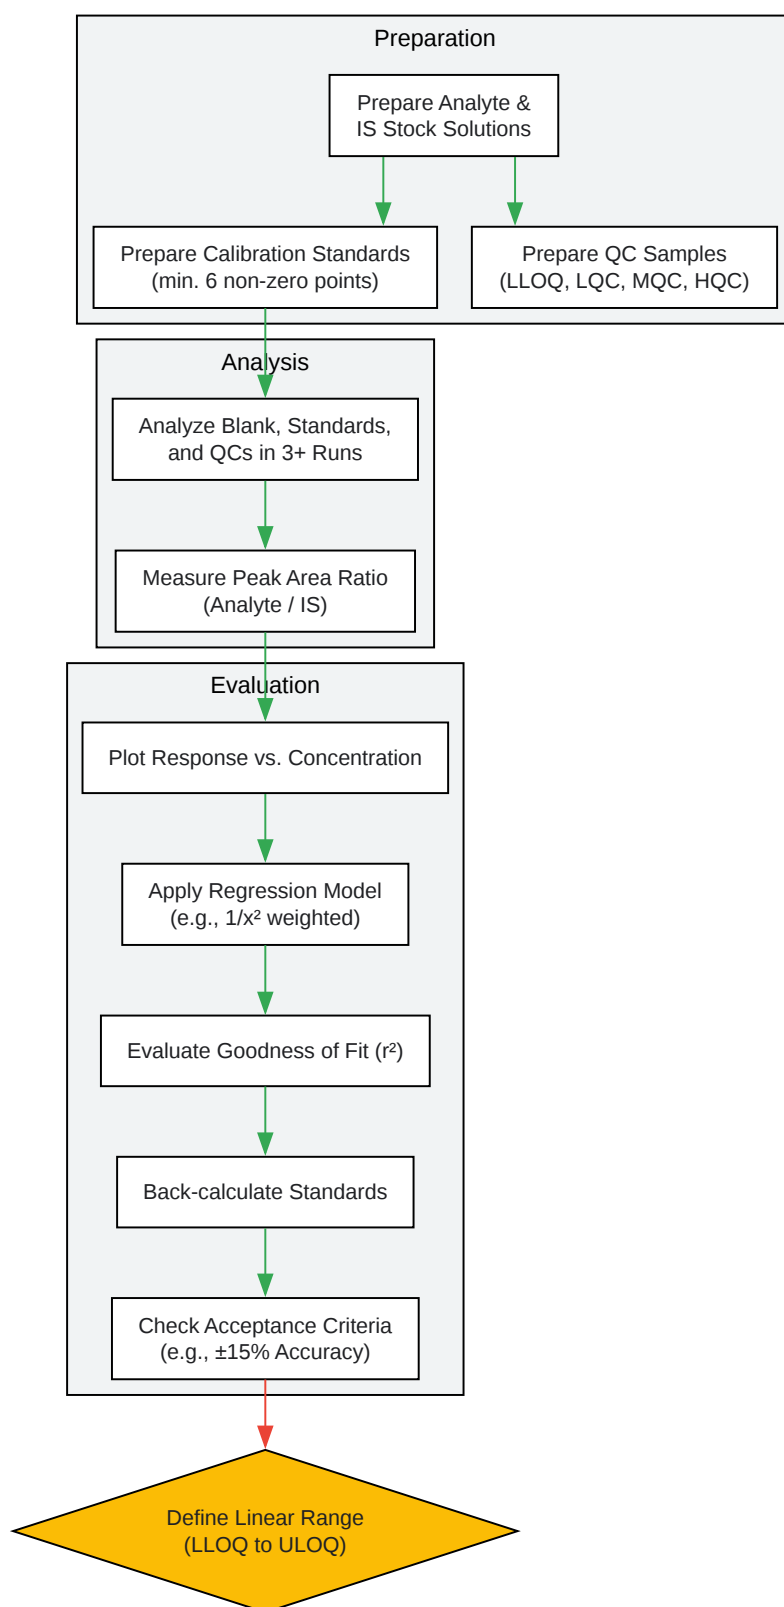 Preparation
Prepare Analyte &
IS Stock Solutions
Prepare Calibration Standards
(min. 6 non-zero points)
Prepare QC Samples
(LLOQ, LQC, MQC, HQC)
Analysis
Analyze Blank, Standards,
and QCs in 3+ Runs
Measure Peak Area Ratio
(Analyte / IS)
Evaluation
Plot Response vs. Concentration
Apply Regression Model
(e.g., 1/x² weighted)
Evaluate Goodness of Fit (r²)
Back-calculate Standards
Check Acceptance Criteria
(e.g., ±15% Accuracy)
Define Linear Range
(LLOQ to ULOQ)